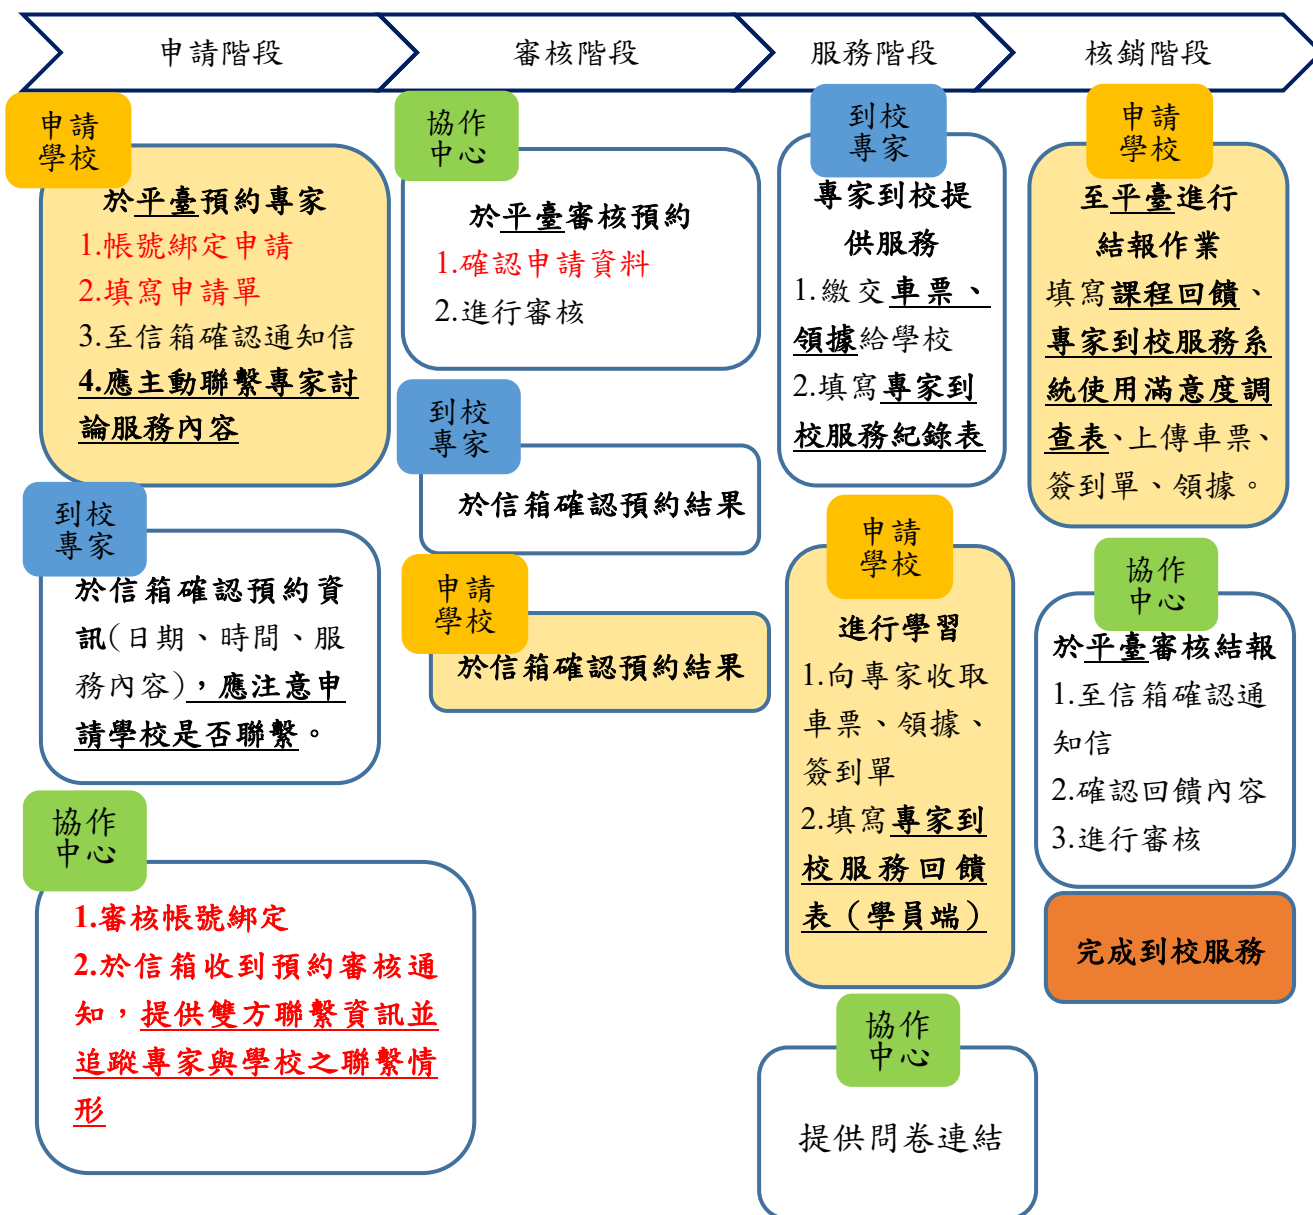 申請階段
審核階段
服務階段
核銷階段
申請
學校
於平臺預約專家
1.帳號綁定申請
2.填寫申請單
3.至信箱確認通知信
4.應主動聯繫專家討
論服務內容
到校
專家
於信箱確認預約資
訊(日期、時間、服
務內容)，應注意申
請學校是否聯繫。
協作
中心
1.審核帳號綁定
2.於信箱收到預約審核通
知，提供雙方聯繫資訊並
追蹤專家與學校之聯繫情
形
協作
中心
於平臺審核預約
1.確認申請資料
2.進行審核
到校
專家
於信箱確認預約結果
申請
學校
於信箱確認預約結果
到校
專家
專家到校提
供服務
1.繳交車票、
領據給學校
2.填寫專家到
校服務紀錄表
申請
學校
進行學習
1.向專家收取
車票、領據、
簽到單
2.填寫專家到
校服務回饋
表（學員端）
協作
中心
提供問卷連結
申請
學校
至平臺進行
結報作業
填寫課程回饋、
專家到校服務系
統使用滿意度調
查表、上傳車票、
簽到單、領據。
協作
中心
於平臺審核結報
1.至信箱確認通
知信
2.確認回饋內容
3.進行審核
完成到校服務